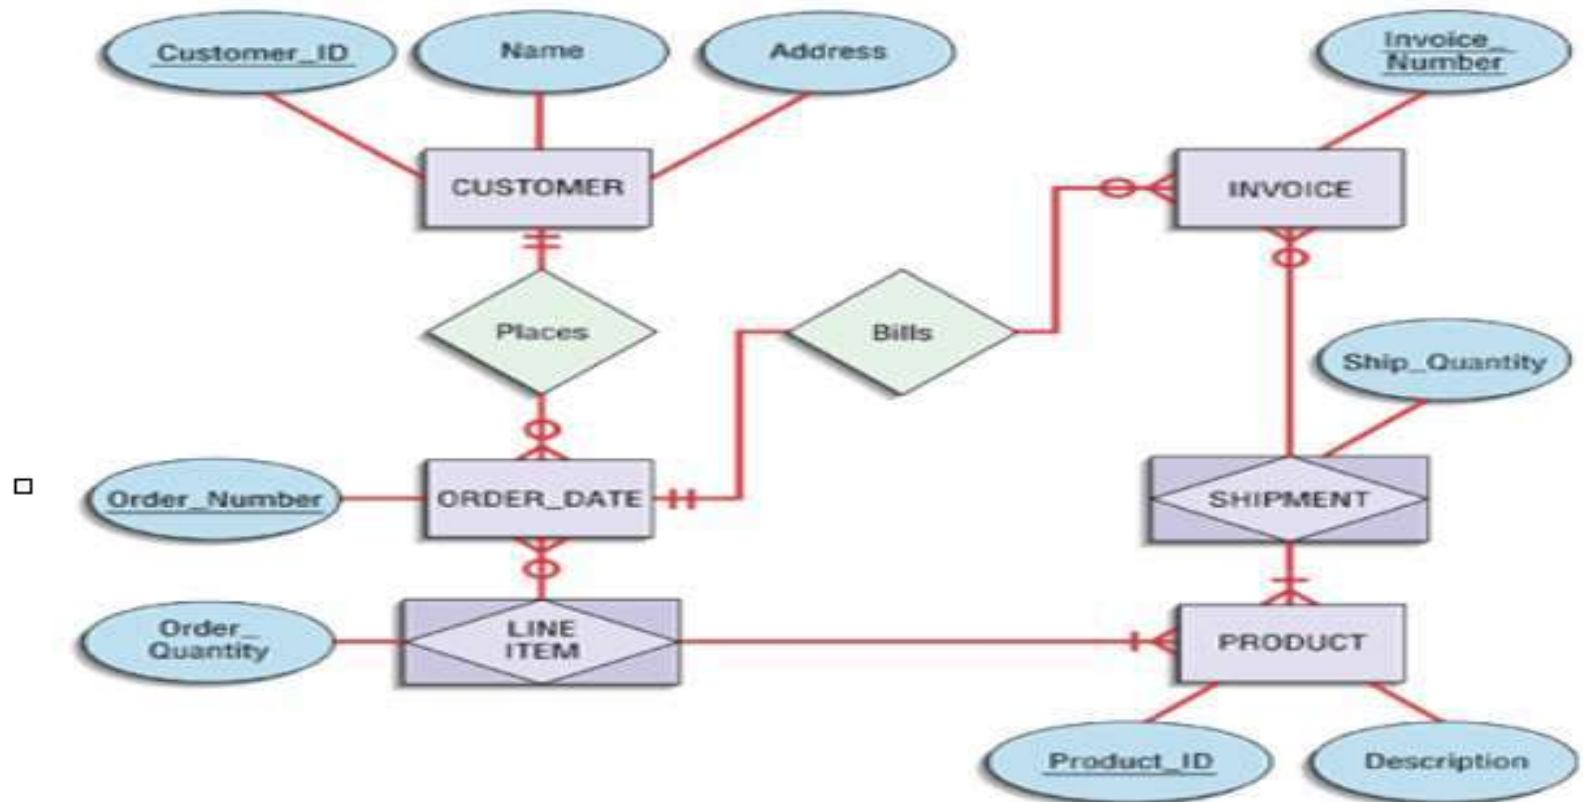 Customer_ID
Name
Address
Invoice_
Number
CUSTOMER
INVOICE
Places
Bills
Ship_Quantity
Order_Number
ORDER_DATE
SHIPMENT
Order_
Quantity
LINE
ITEM
PRODUCT
Product_ID
Description